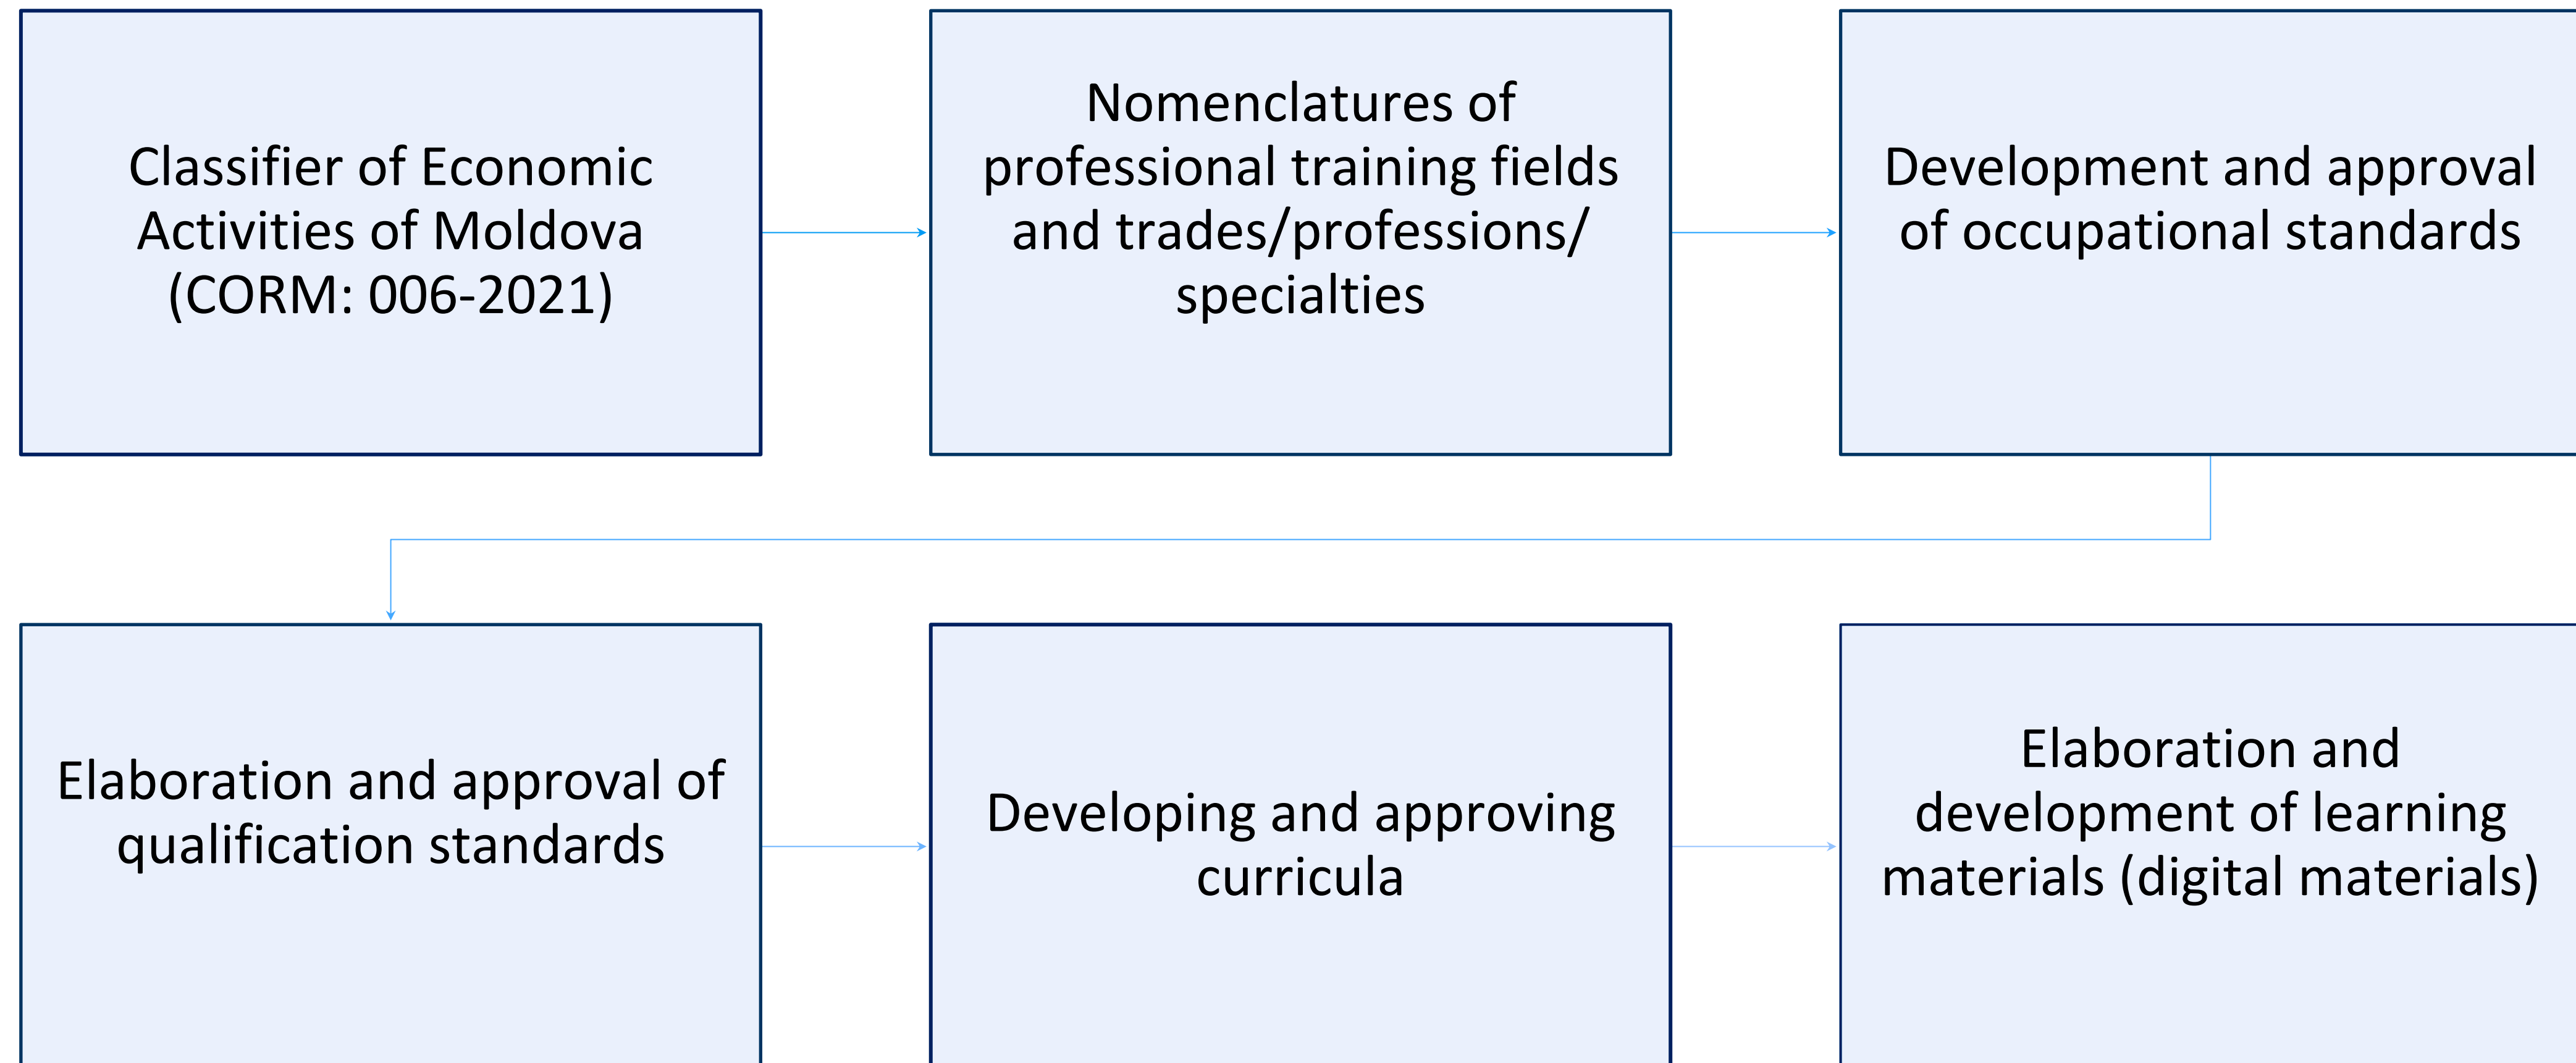 Classifier of Economic
Activities of Moldova
(CORM: 006-2021)
Nomenclatures of
professional training fields
and trades/professions/
specialties
Development and approval
of occupational standards
Elaboration and approval of
qualification standards
Developing and approving
curricula
Elaboration and
development of learning
materials (digital materials)